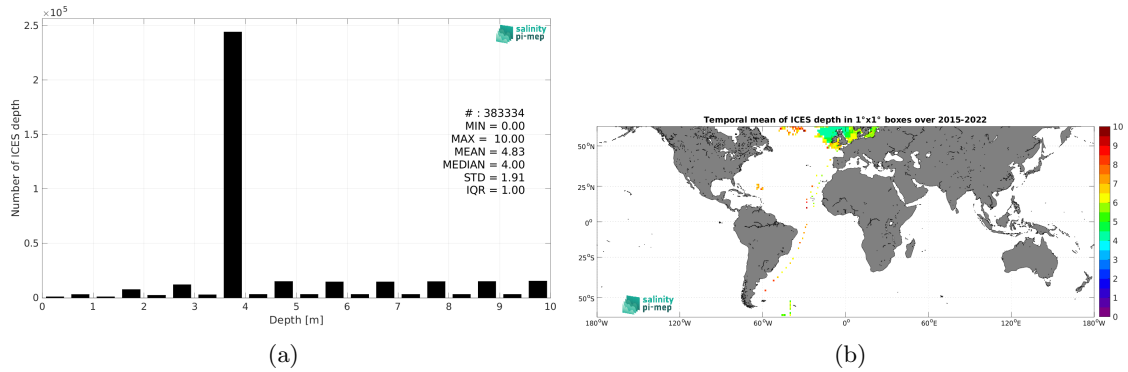 ×10⁵
2.5
2
1.5
1
0.5
0
Number of ICES depth
salinity
pi-mep
# : 383334
MIN = 0.00
MAX = 10.00
MEAN = 4.83
MEDIAN = 4.00
STD = 1.91
IQR = 1.00
0 1 2 3 4 5 6 7 8 9 10
Depth [m]
(a)
Temporal mean of ICES depth in 1°x1° boxes over 2015-2022
50°N
25°N
0°
25°S
50°S
salinity
pi-mep
180°W 120°W 60°W 0° 60°E 120°E 180°W
10
9
8
7
6
5
4
3
2
1
0
(b)